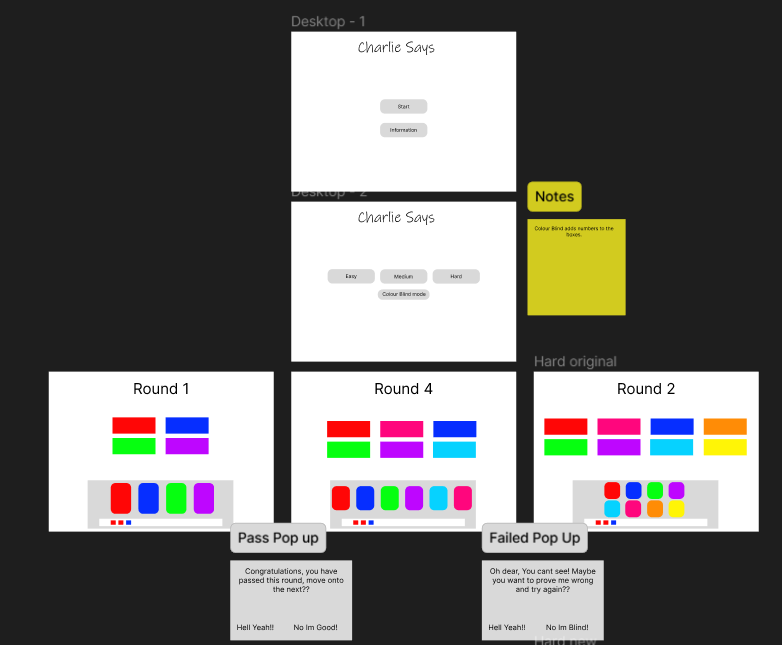 Desktop - 1
Charlie Says
Start
Information
Desktop - 2
Charlie Says
Easy
Medium
Hard
Colour Blind mode
Notes
Colour Blind adds numbers to the
boxes.
Hard original
Round 1
Round 4
Round 2
Pass Pop up
Congratulations, you have
passed this round, move onto
the next??
Hell Yeah!!
No Im Good!
Failed Pop Up
Oh dear, You cant see! Maybe
you want to prove me wrong
and try again??
Hell Yeah!!
No Im Blind!
Hard new